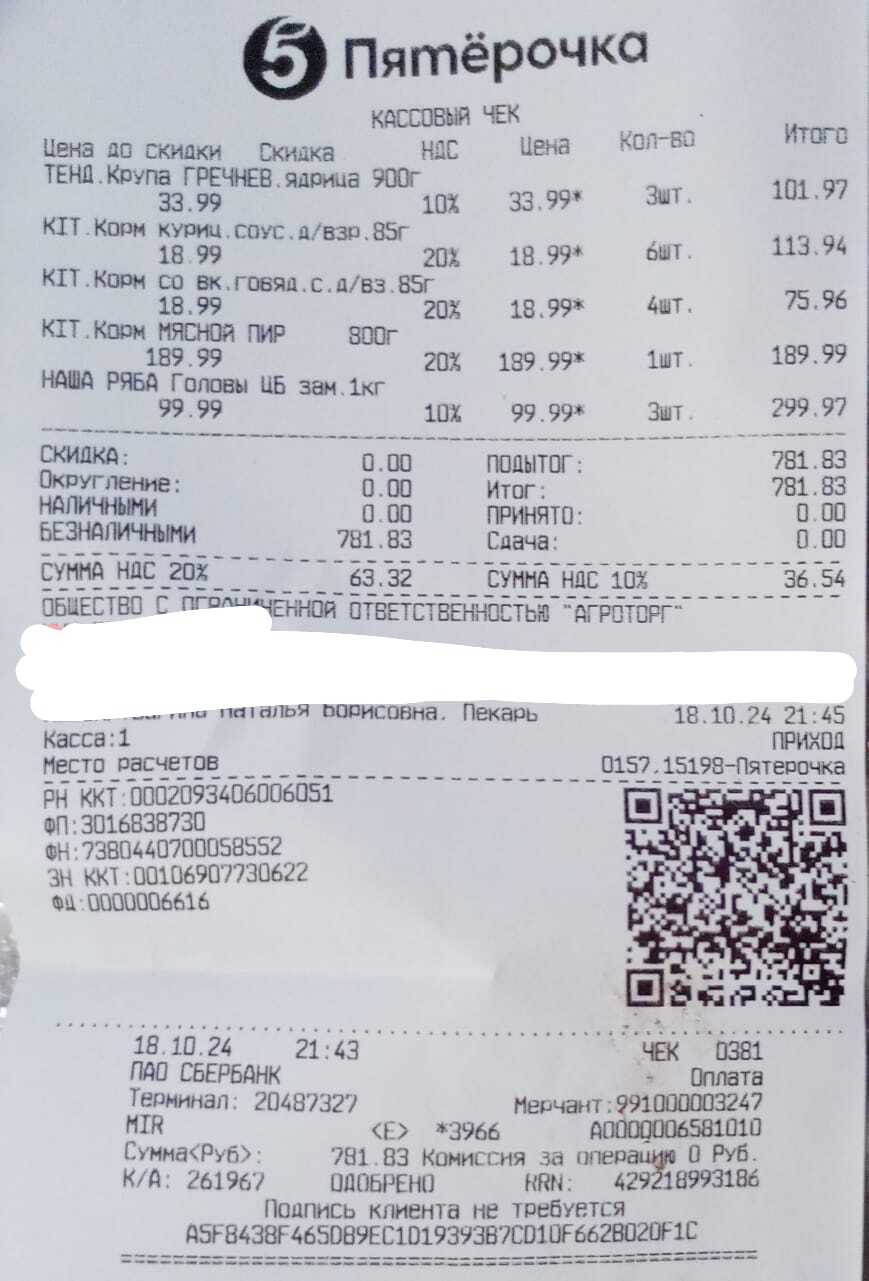 5 Пятёрочка
КАССОВЫЙ ЧЕК
Цена до скидки Скидка НДС Цена Кол-во Итого
ТЕНД.Крупа ГРЕЧНЕВ.ядрица 900г
33.99 10% 33.99* 3шт. 101.97
KIT.Корм куриц.соус.д/взр.85г
18.99 20% 18.99* 6шт. 113.94
KIT.Корм со вк.говяд.с.д/вз.85г
18.99 20% 18.99* 4шт. 75.96
KIT.Корм МЯСНОЙ ПИР 800г
189.99 20% 189.99* 1шт. 189.99
НАША РЯБА Головы ЦБ зам.1кг
99.99 10% 99.99* 3шт. 299.97
СКИДКА: 0.00 ПОДЫТОГ: 781.83
Округление: 0.00 Итог: 781.83
НАЛИЧНЫМИ 0.00 ПРИНЯТО: 0.00
БЕЗНАЛИЧНЫМИ 781.83 Сдача: 0.00
СУММА НДС 20% 63.32 СУММА НДС 10% 36.54
ОБЩЕСТВО С ОГРАНИЧЕННОЙ ОТВЕТСТВЕННОСТЬЮ "АГРОТОРГ"
Наталья Борисовна. Пекарь 18.10.24 21:45
Касса:1 ПРИХОД
Место расчетов 0157.15198-Пятерочка
РН ККТ:0002093406006051
ФП:3016838730
ФН:7380440700058552
ЗН ККТ:00106907730622
ФД:0000006616
18.10.24 21:43 ЧЕК 0381
ПАО СБЕРБАНК Оплата
Терминал: 20487327 Мерчант:991000003247
MIR <E> *3966 A0000006581010
Сумма<Руб>: 781.83 Комиссия за операцию 0 Руб.
К/А: 261967 ОДОБРЕНО RRN: 429218993186
Подпись клиента не требуется
A5F8438F465D89EC1D19393B7CD10F662B020F1C